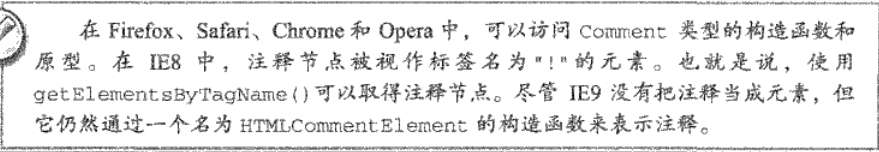 在 Firefox、Safari、Chrome 和 Opera 中，可以访问 Comment 类型的构造函数和
原型。在 IE8 中，注释节点被视作标签名为"!"的元素。也就是说，使用
getElementsByTagName()可以取得注释节点。尽管 IE9 没有把注释当成元素，但
它仍然通过一个名为 HTMLCommentElement 的构造函数来表示注释。